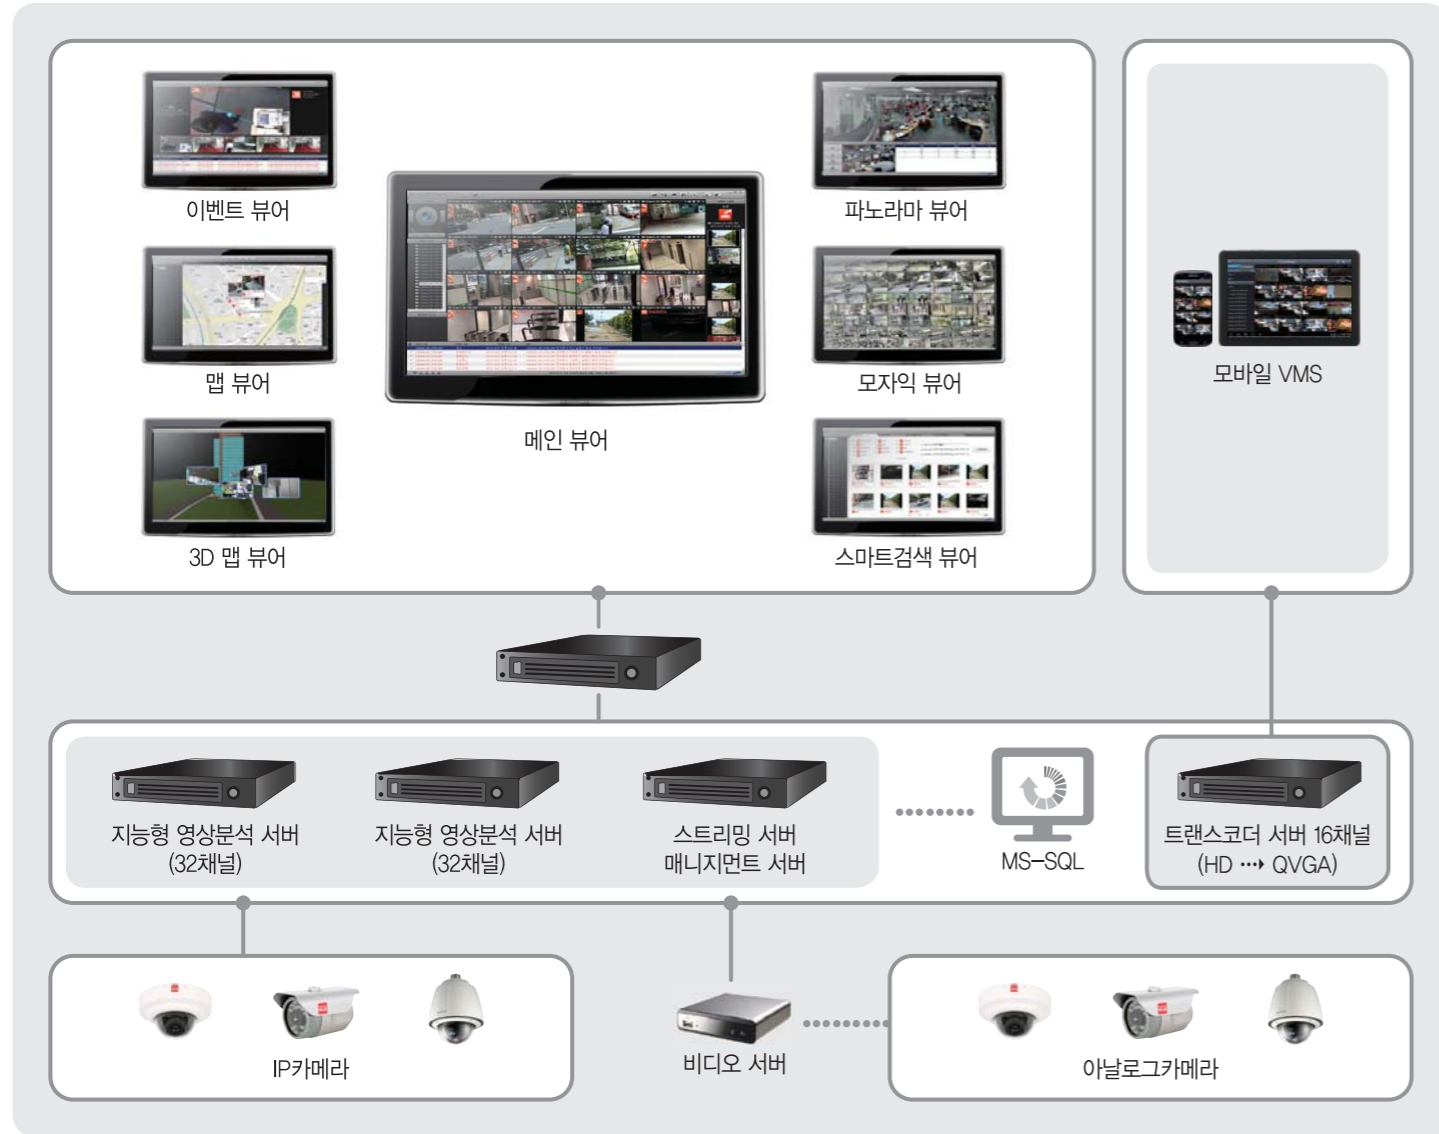 이벤트 뷰어
파노라마 뷰어
맵 뷰어
모자익 뷰어
메인 뷰어
모바일 VMS
3D 맵 뷰어
스마트검색 뷰어
지능형 영상분석 서버
(32채널)
지능형 영상분석 서버
(32채널)
스트리밍 서버
매니지먼트 서버
MS-SQL
트랜스코더 서버 16채널
(HD ····▸ QVGA)
IP카메라
비디오 서버
아날로그카메라